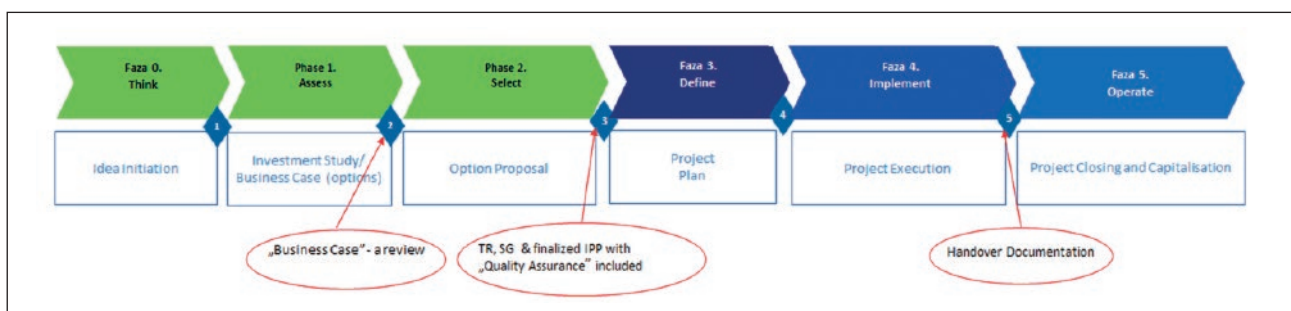 Faza 0.
Think
Phase 1.
Assess
Phase 2.
Select
Faza 3.
Define
Faza 4.
Implement
Faza 5.
Operate
1
2
3
4
5
Idea Initiation
Investment Study/
Business Case (options)
Option Proposal
Project
Plan
Project Execution
Project Closing and Capitalisation
„Business Case” - a review
TR, SG & finalized IPP with
„Quality Assurance” included
Handover Documentation